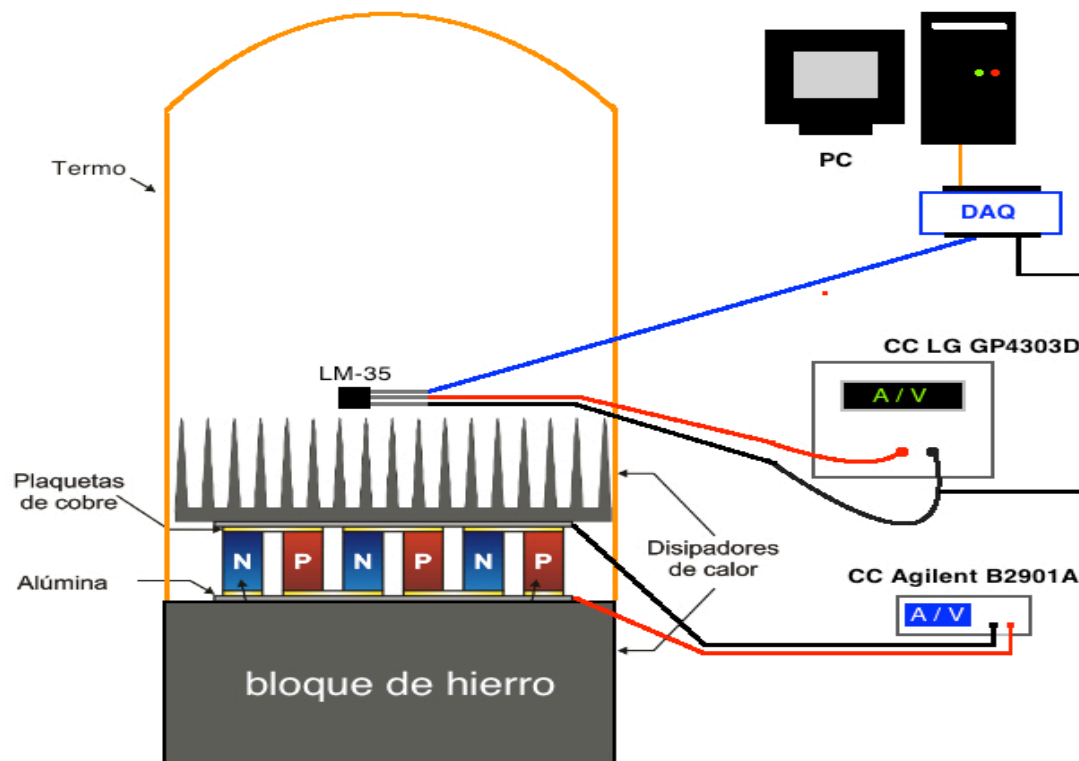 PC
Termo
DAQ
CC LG GP4303D
LM-35
A / V
Plaquetas
de cobre
N P N P N P
Disipadores
de calor
Alúmina
CC Agilent B2901A
A / V
bloque de hierro